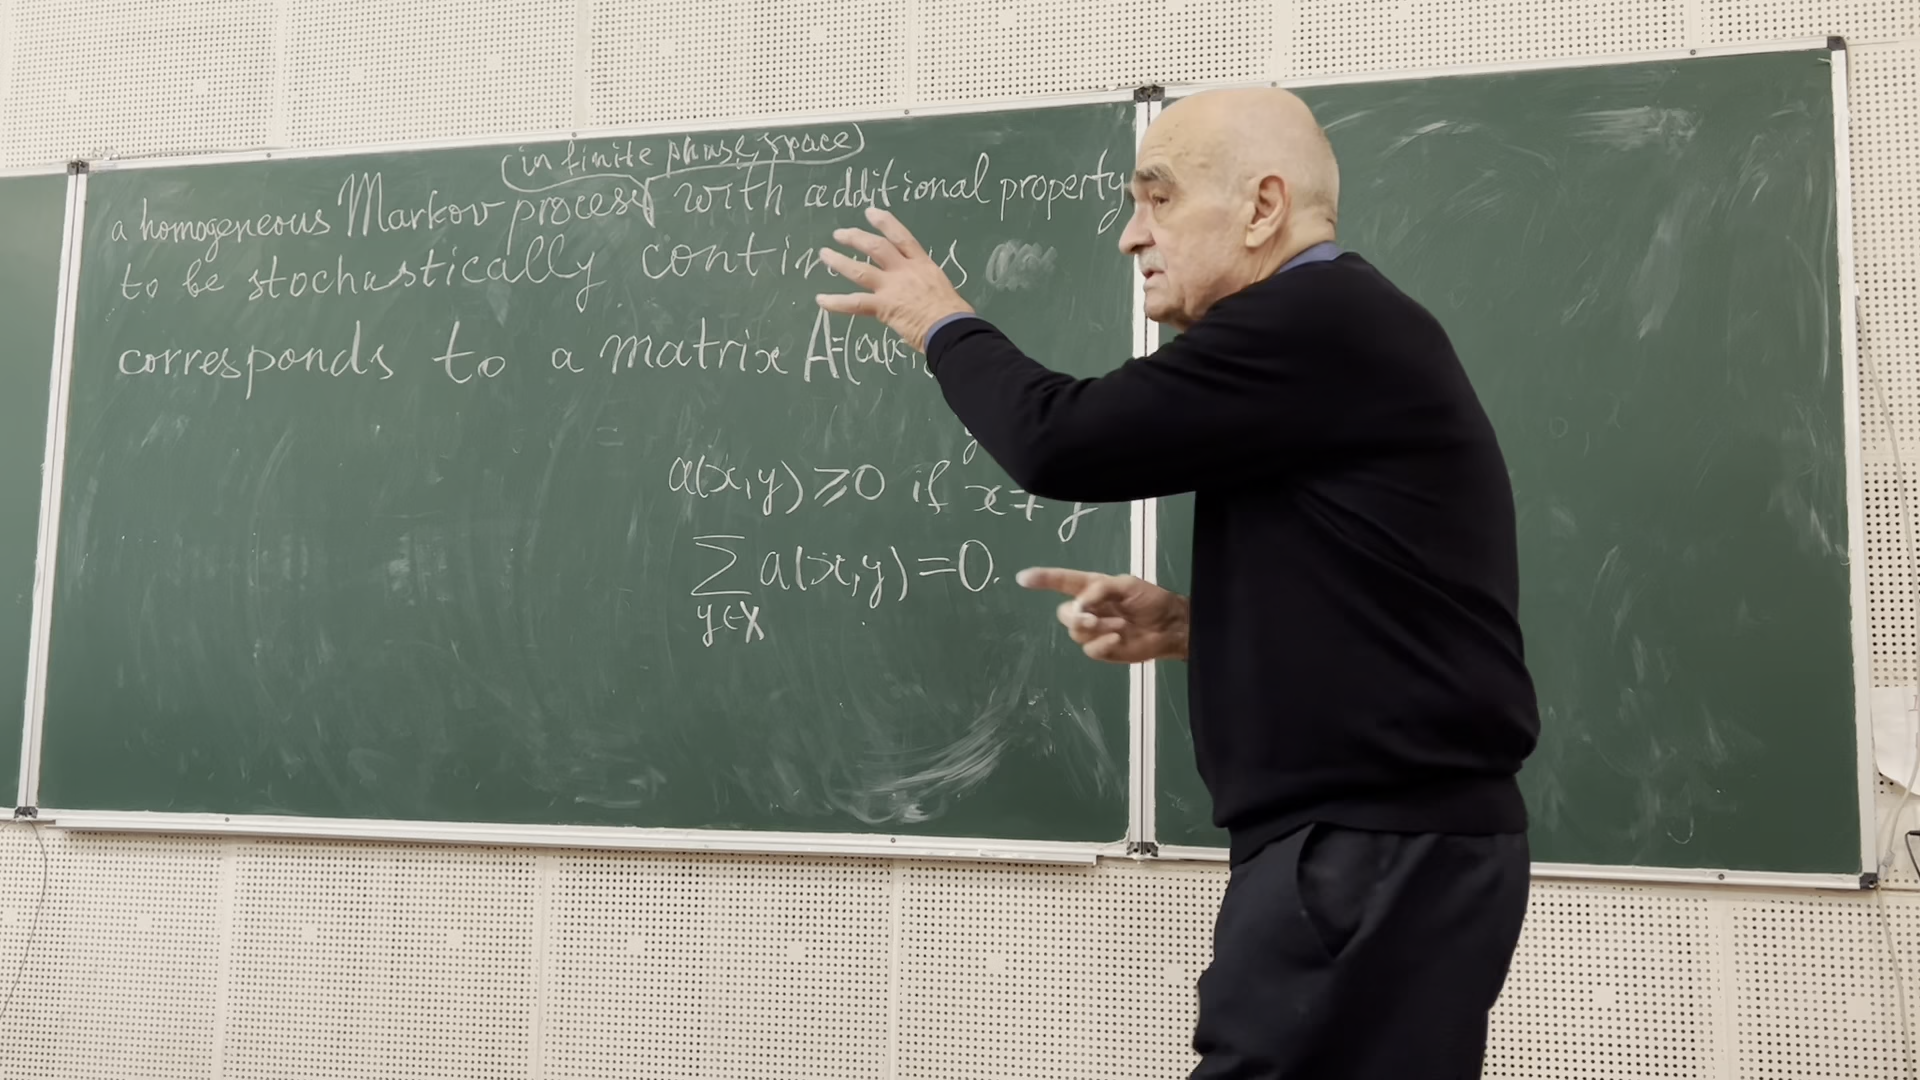 (in finite phase space)
a homogeneous Markov process with additional property
to be stochastically continuous
corresponds to a matrix A=(a(x,
a(x,y)≥0 if x≠y
∑ a(x,y)=0.
y∈X